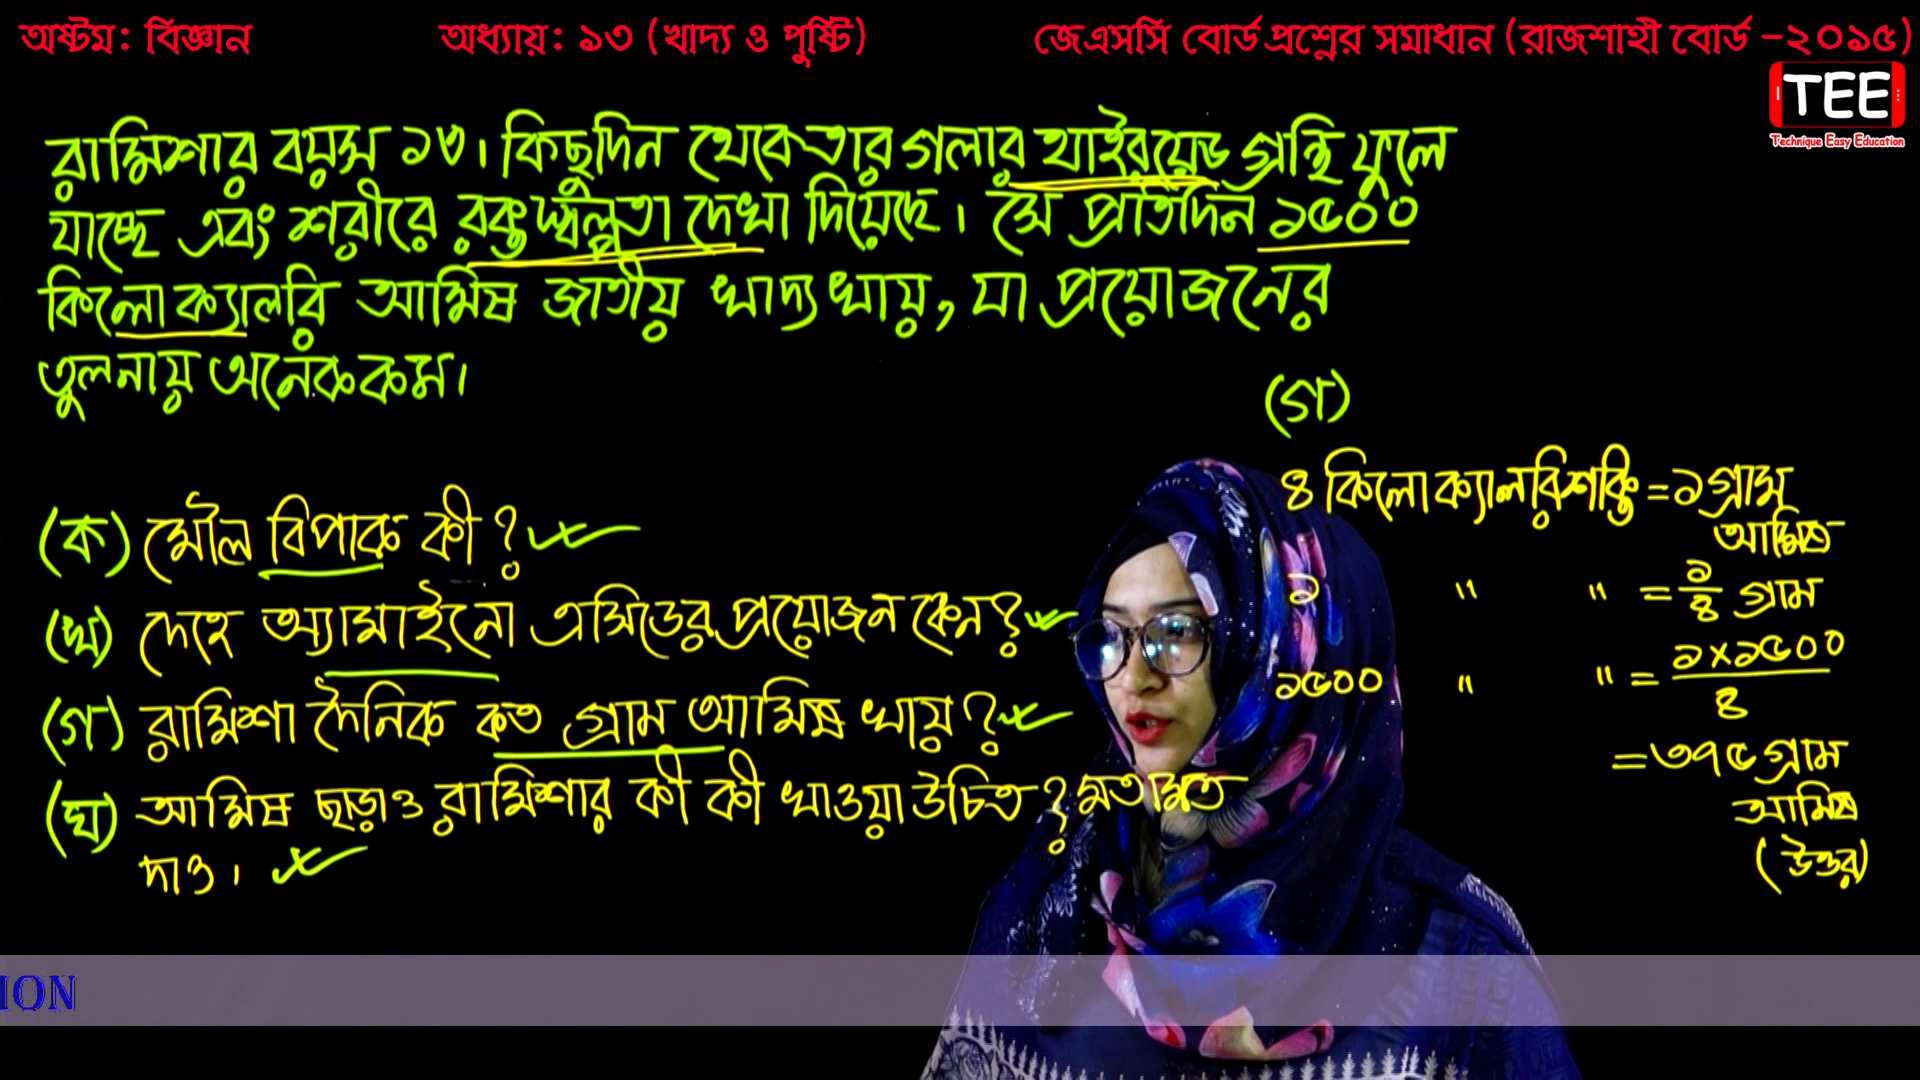 অষ্টম: বিজ্ঞান
অধ্যায়: ১৩ (খাদ্য ও পুষ্টি)
জেএসসি বোর্ড প্রশ্নের সমাধান (রাজশাহী বোর্ড -২০১৫)
TEE
Technique Easy Education
রামিশার বয়স ১৩। কিছুদিন থেকে তার গলার থাইরয়েড গ্রন্থি ফুলে
যাচ্ছে এবং শরীরে রক্তস্বল্পতা দেখা দিয়েছে। সে প্রতিদিন ১৫০০
কিলোক্যালরি আমিষ জাতীয় খাদ্য খায়, যা প্রয়োজনের
তুলনায় অনেক কম।
(ক) মৌল বিপাক কী?
(খ) দেহে অ্যামাইনো এসিডের প্রয়োজন কেন?
(গ) রামিশা দৈনিক কত গ্রাম আমিষ খায়?
(ঘ) আমিষ ছাড়াও রামিশার কী কী খাওয়া উচিত? মতামত
দাও।
(গ)
৪ কিলোক্যালরি শক্তি = ১ গ্রাম
আমিষ
১ " " = ১/৪ গ্রাম
১৫০০ " " = ১×১৫০০/৪
= ৩৭৫ গ্রাম
আমিষ
(উত্তর)
ION